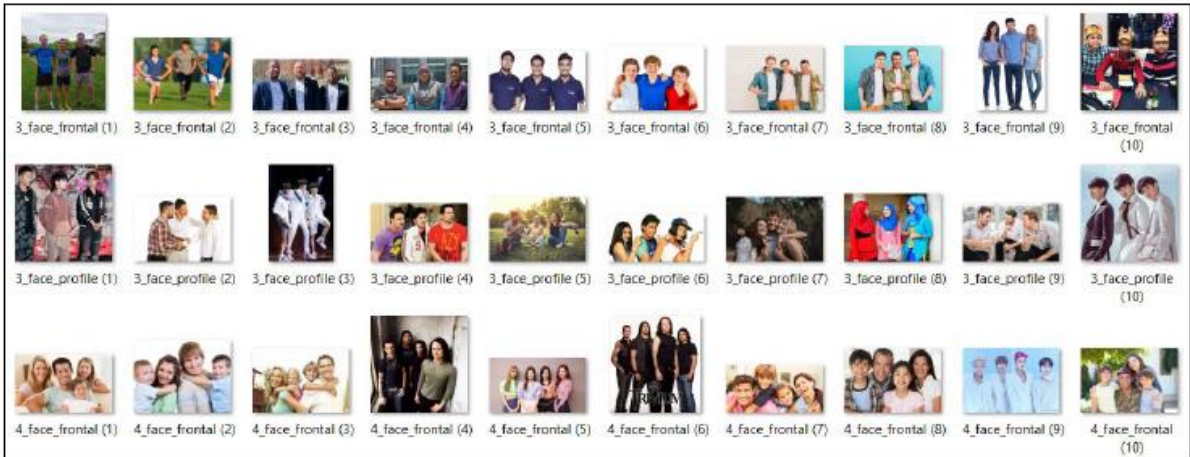 3_face_frontal (1) 3_face_frontal (2) 3_face_frontal (3) 3_face_frontal (4) 3_face_frontal (5) 3_face_frontal (6) 3_face_frontal (7) 3_face_frontal (8) 3_face_frontal (9) 3_face_frontal
(10)
3_face_profile (1) 3_face_profile (2) 3_face_profile (3) 3_face_profile (4) 3_face_profile (5) 3_face_profile (6) 3_face_profile (7) 3_face_profile (8) 3_face_profile (9) 3_face_profile
(10)
4_face_frontal (1) 4_face_frontal (2) 4_face_frontal (3) 4_face_frontal (4) 4_face_frontal (5) 4_face_frontal (6) 4_face_frontal (7) 4_face_frontal (8) 4_face_frontal (9) 4_face_frontal
(10)